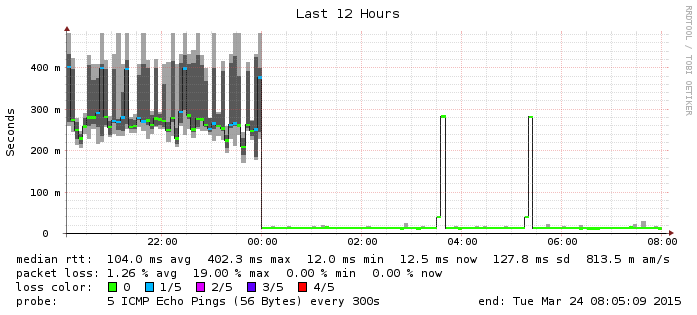 Last 12 Hours
RRDTOOL / TOBI OETIKER
Seconds
400 m
300 m
200 m
100 m
0
22:00 00:00 02:00 04:00 06:00 08:00
median rtt: 104.0 ms avg 402.3 ms max 12.0 ms min 12.5 ms now 127.8 ms sd 813.5 m am/s
packet loss: 1.26 % avg 19.00 % max 0.00 % min 0.00 % now
loss color: 0 1/5 2/5 3/5 4/5
probe: 5 ICMP Echo Pings (56 Bytes) every 300s end: Tue Mar 24 08:05:09 2015